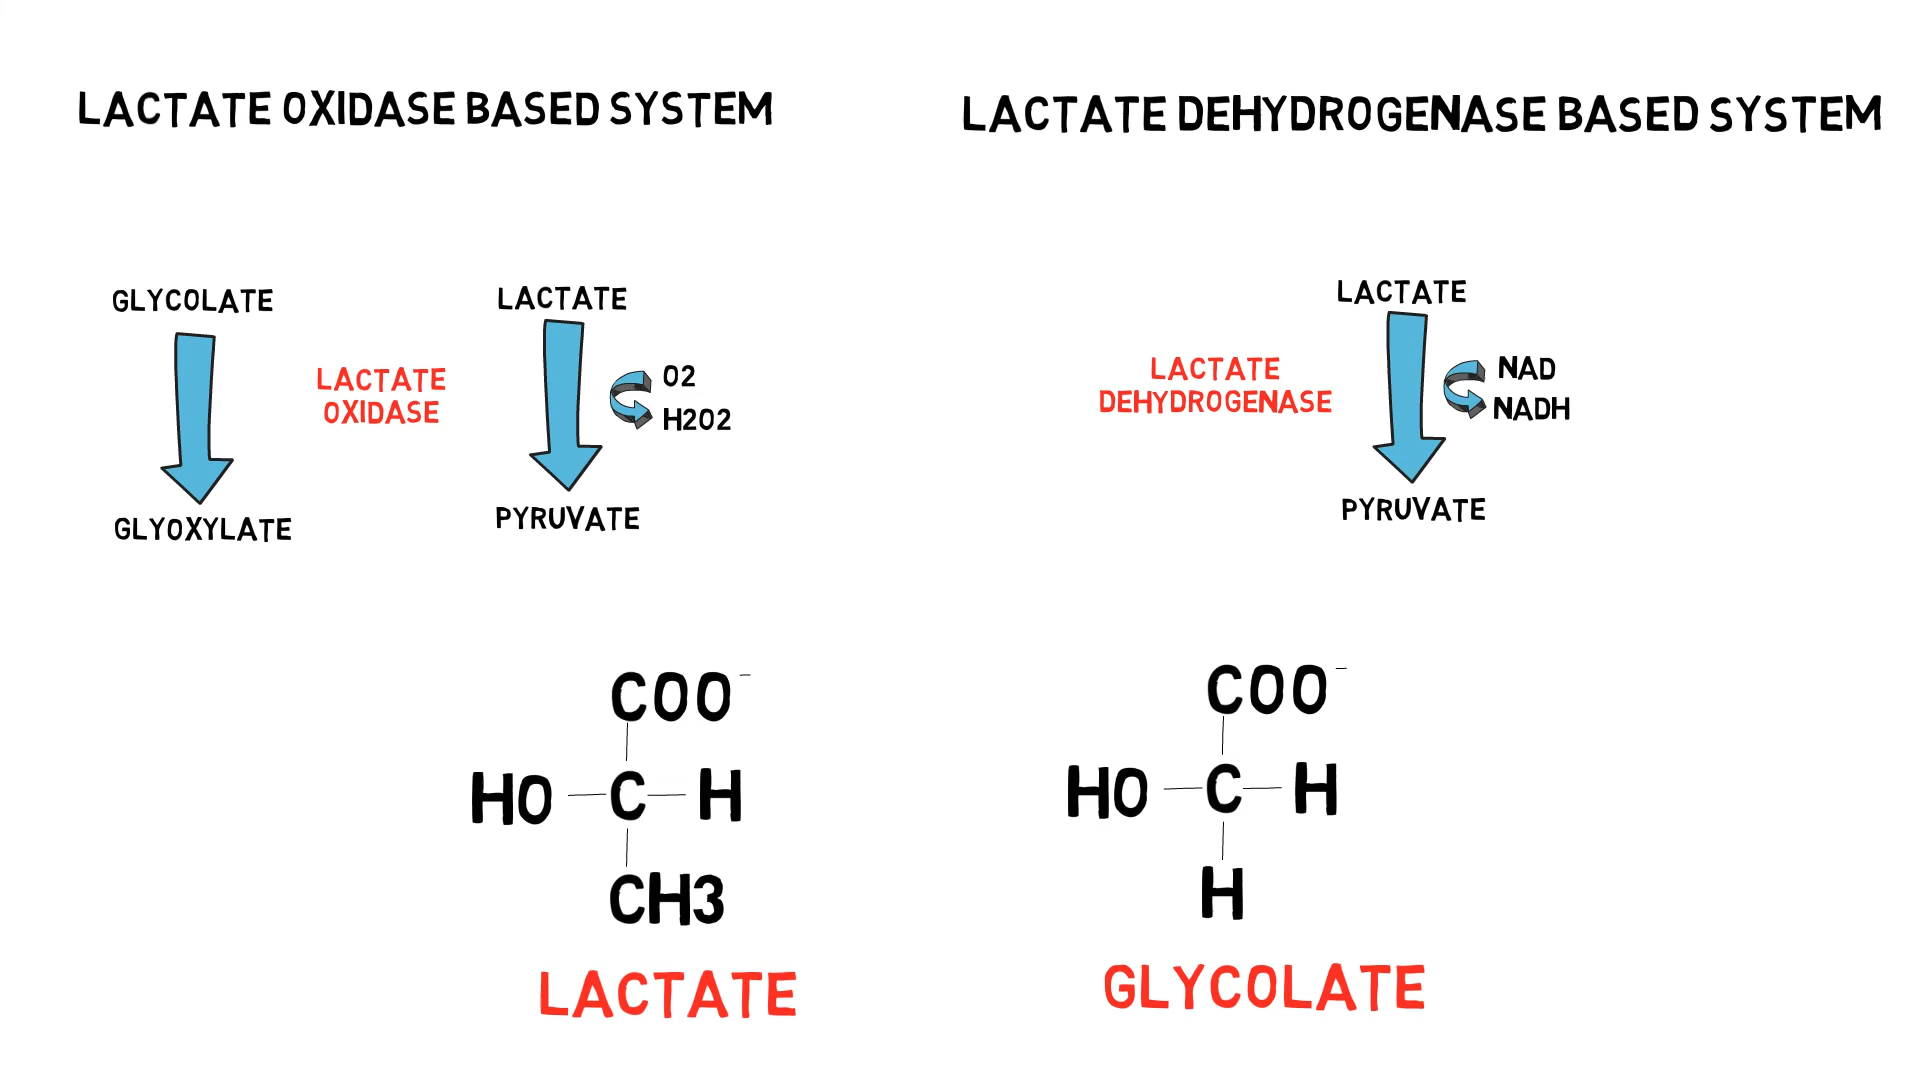 LACTATE OXIDASE BASED SYSTEM
LACTATE DEHYDROGENASE BASED SYSTEM
GLYCOLATE
GLYOXYLATE
LACTATE
OXIDASE
LACTATE
O2
H2O2
PYRUVATE
LACTATE
DEHYDROGENASE
LACTATE
NAD
NADH
PYRUVATE
COO⁻
HO — C — H
CH3
LACTATE
COO⁻
HO — C — H
H
GLYCOLATE